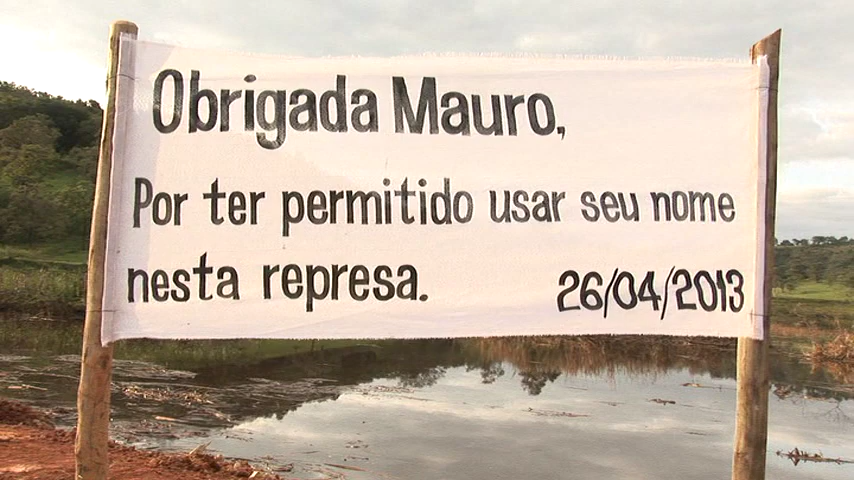 Obrigada Mauro,
Por ter permitido usar seu nome
nesta represa. 26/04/2013